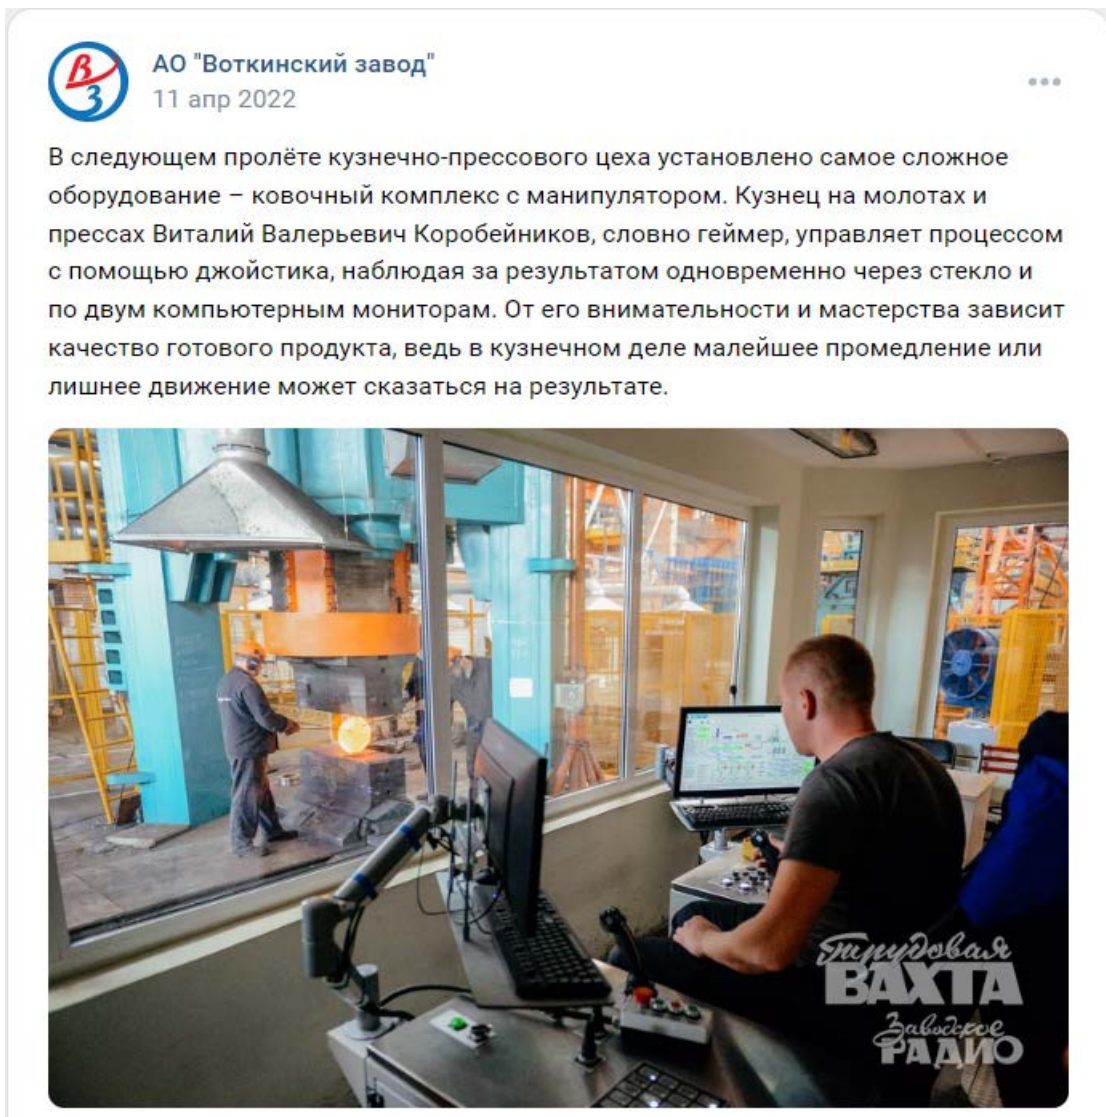 АО "Воткинский завод"
11 апр 2022
В следующем пролёте кузнечно-прессового цеха установлено самое сложное
оборудование – ковочный комплекс с манипулятором. Кузнец на молотах и
прессах Виталий Валерьевич Коробейников, словно геймер, управляет процессом
с помощью джойстика, наблюдая за результатом одновременно через стекло и
по двум компьютерным мониторам. От его внимательности и мастерства зависит
качество готового продукта, ведь в кузнечном деле малейшее промедление или
лишнее движение может сказаться на результате.
Трудовая
ВАХТА
Заводское
РАДИО